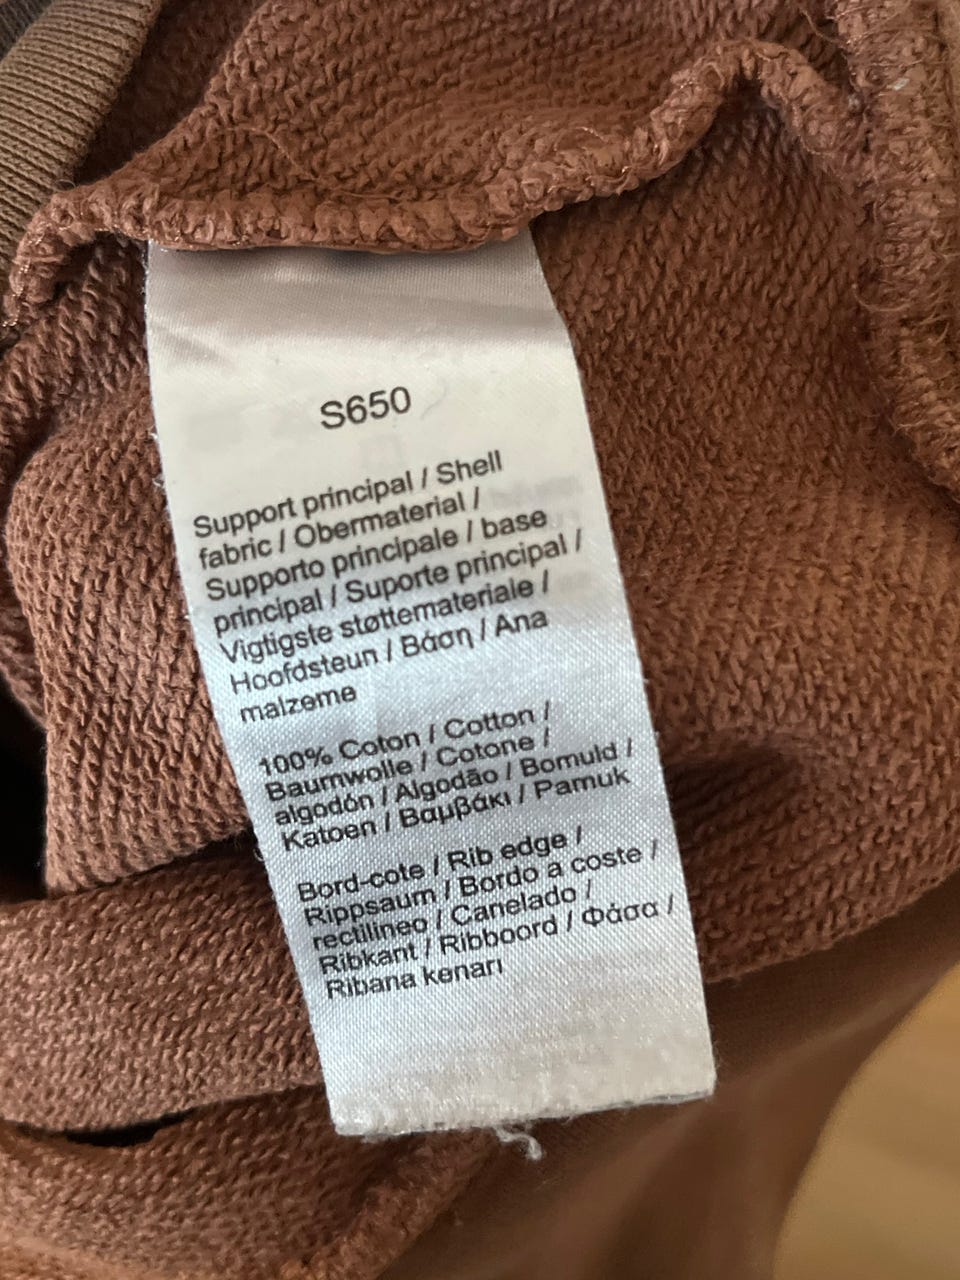 S650
Support principal / Shell
fabric / Obermaterial /
Supporto principale / base
principal / Suporte principal /
Vigtigste støttemateriale /
Hoofdsteun / Βάση / Ana
malzeme
100% Coton / Cotton /
Baumwolle / Cotone /
algodón / Algodão / Bomuld /
Katoen / Βαμβάκι / Pamuk
Bord-cote / Rib edge /
Rippsaum / Bordo a coste /
rectilineo / Canelado /
Ribkant / Ribboord / Φάσα /
Ribana kenarı